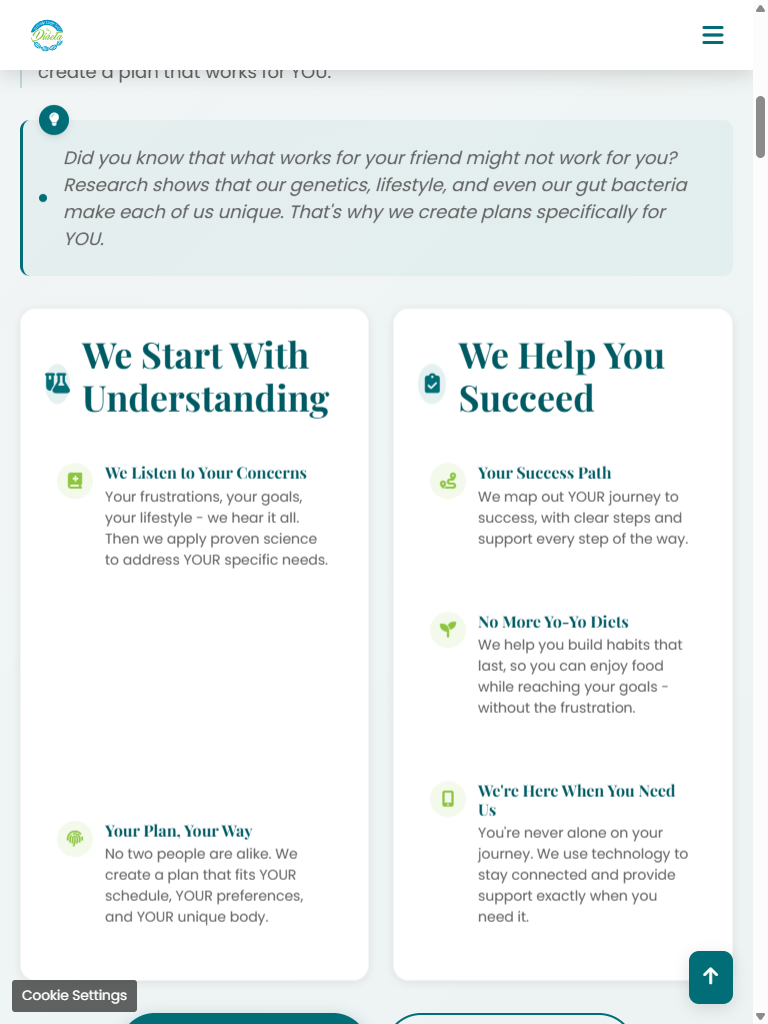 Dinela
create a plan that works for YOU.
Did you know that what works for your friend might not work for you?
Research shows that our genetics, lifestyle, and even our gut bacteria
make each of us unique. That's why we create plans specifically for
YOU.
We Start With
Understanding
We Listen to Your Concerns
Your frustrations, your goals,
your lifestyle - we hear it all.
Then we apply proven science
to address YOUR specific needs.
Your Plan, Your Way
No two people are alike. We
create a plan that fits YOUR
schedule, YOUR preferences,
and YOUR unique body.
We Help You
Succeed
Your Success Path
We map out YOUR journey to
success, with clear steps and
support every step of the way.
No More Yo-Yo Diets
We help you build habits that
last, so you can enjoy food
while reaching your goals -
without the frustration.
We're Here When You Need
Us
You're never alone on your
journey. We use technology to
stay connected and provide
support exactly when you
need it.
Cookie Settings